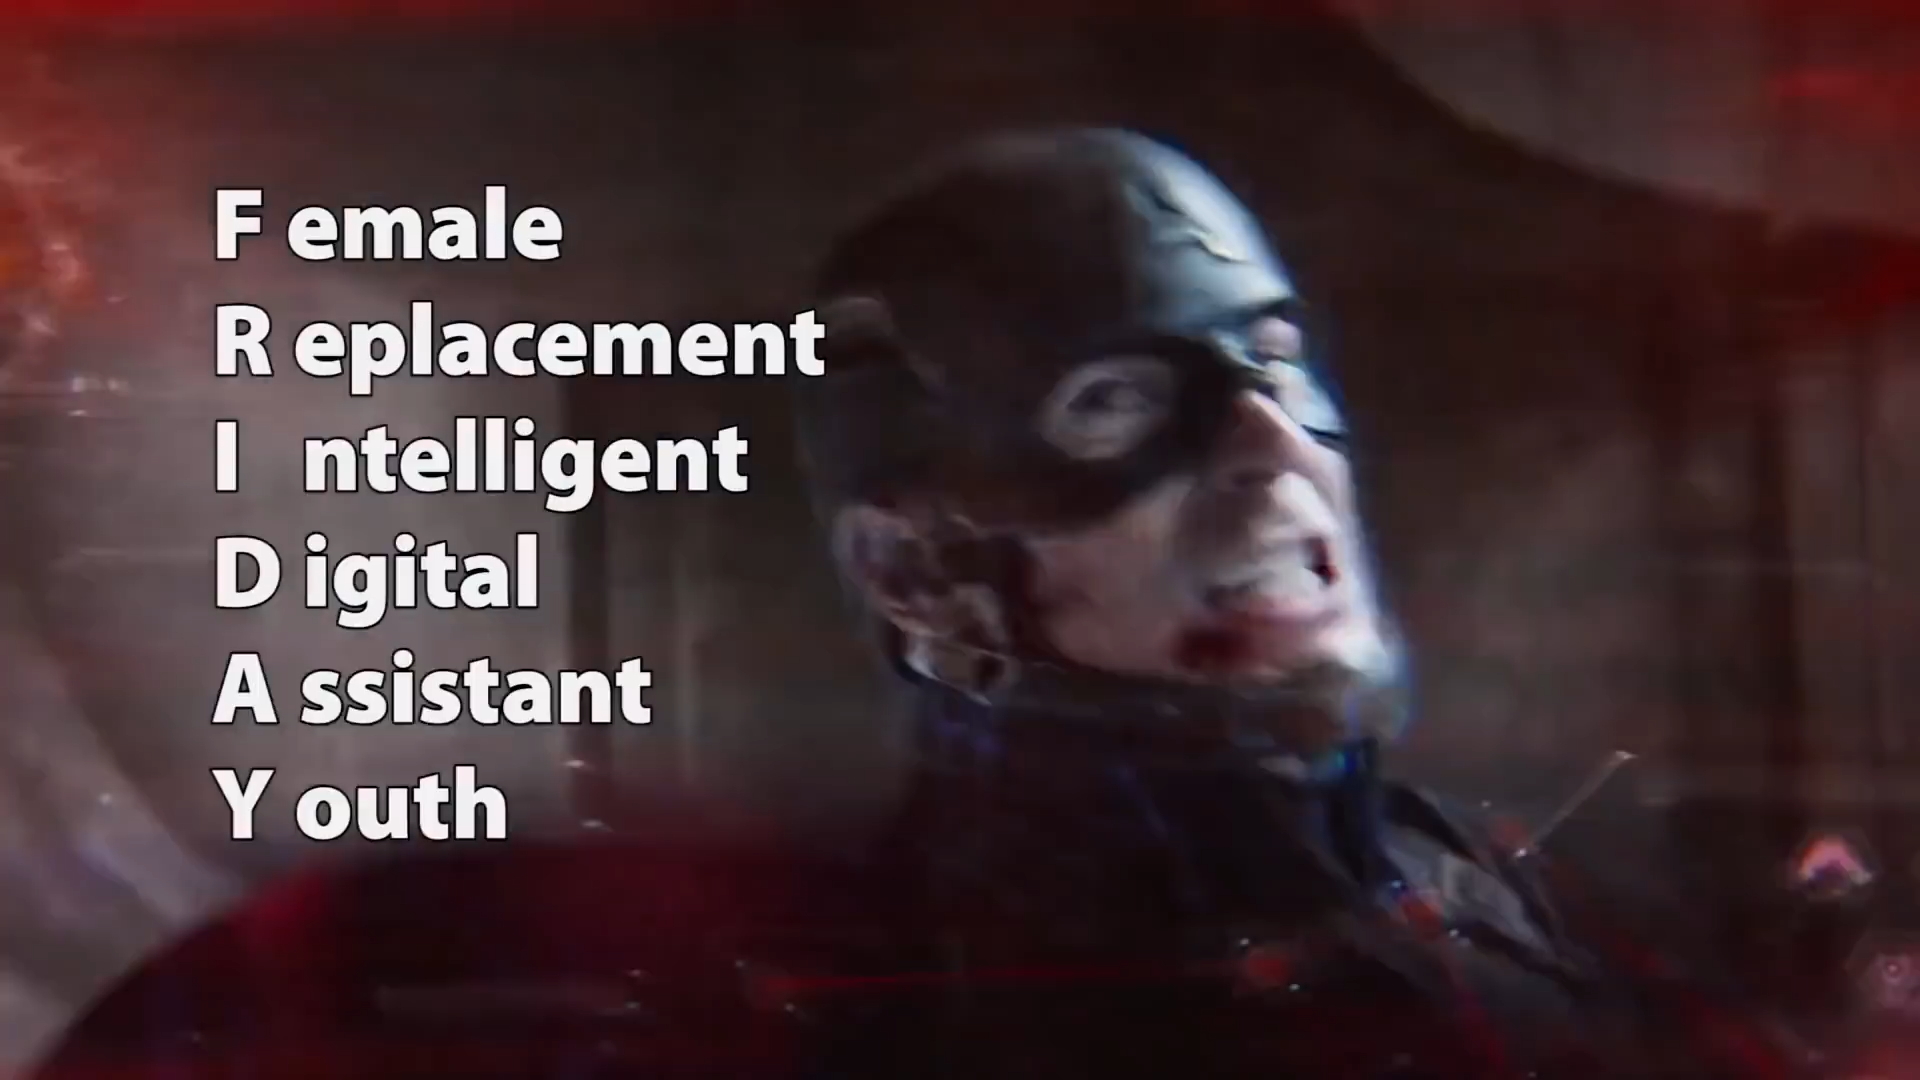 F emale
R eplacement
I ntelligent
D igital
A ssistant
Y outh